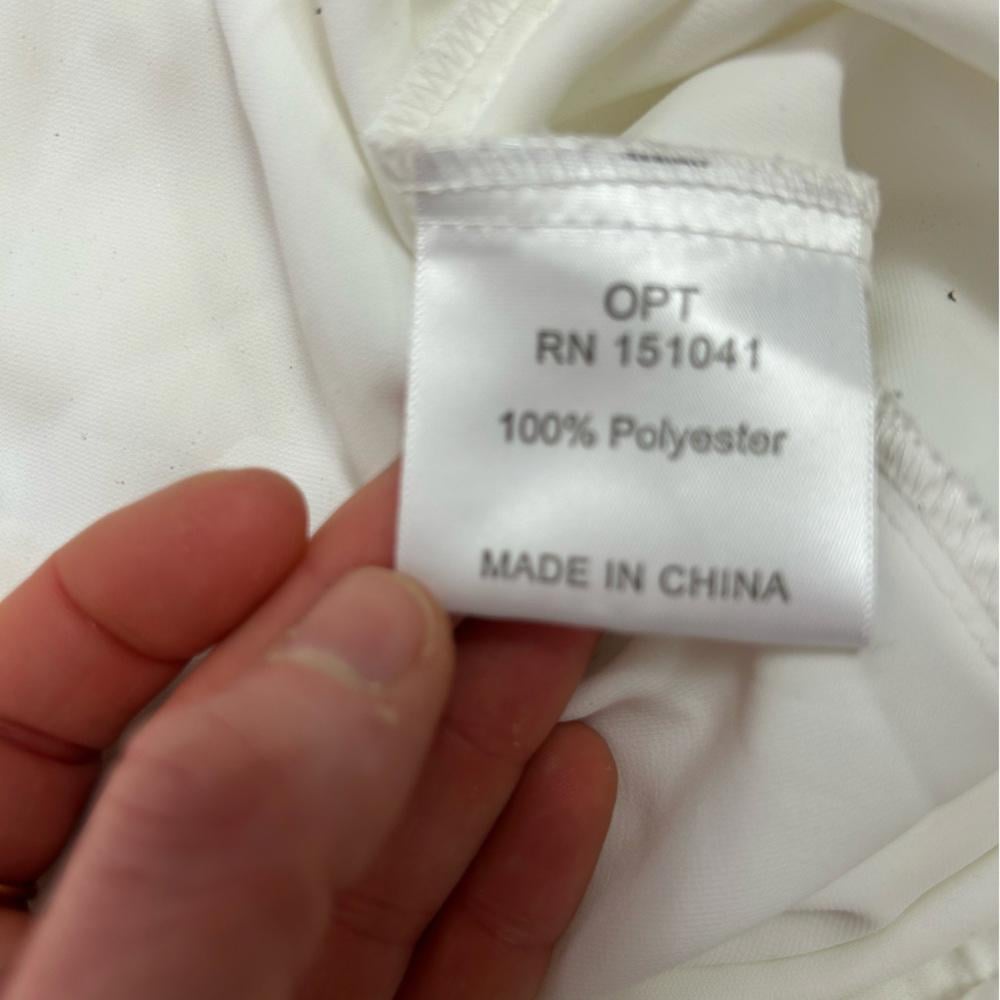 OPT
RN 151041
100% Polyester
MADE IN CHINA